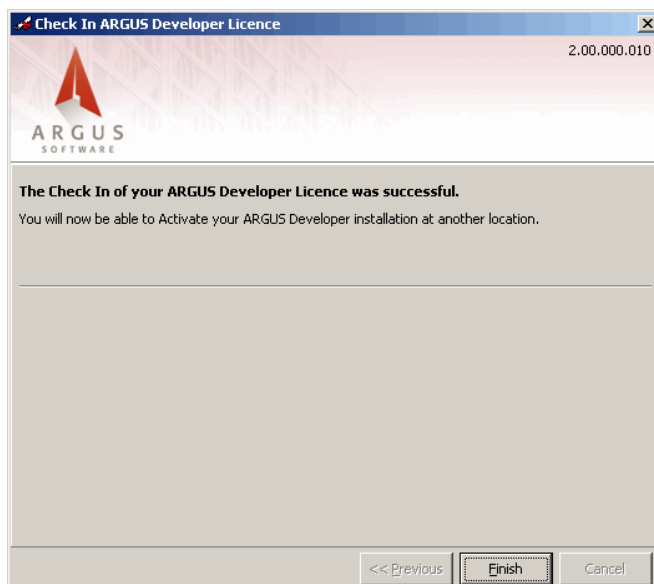 Check In ARGUS Developer Licence
2.00.000.010
ARGUS
SOFTWARE
The Check In of your ARGUS Developer Licence was successful.
You will now be able to Activate your ARGUS Developer installation at another location.
<< Previous
Finish
Cancel